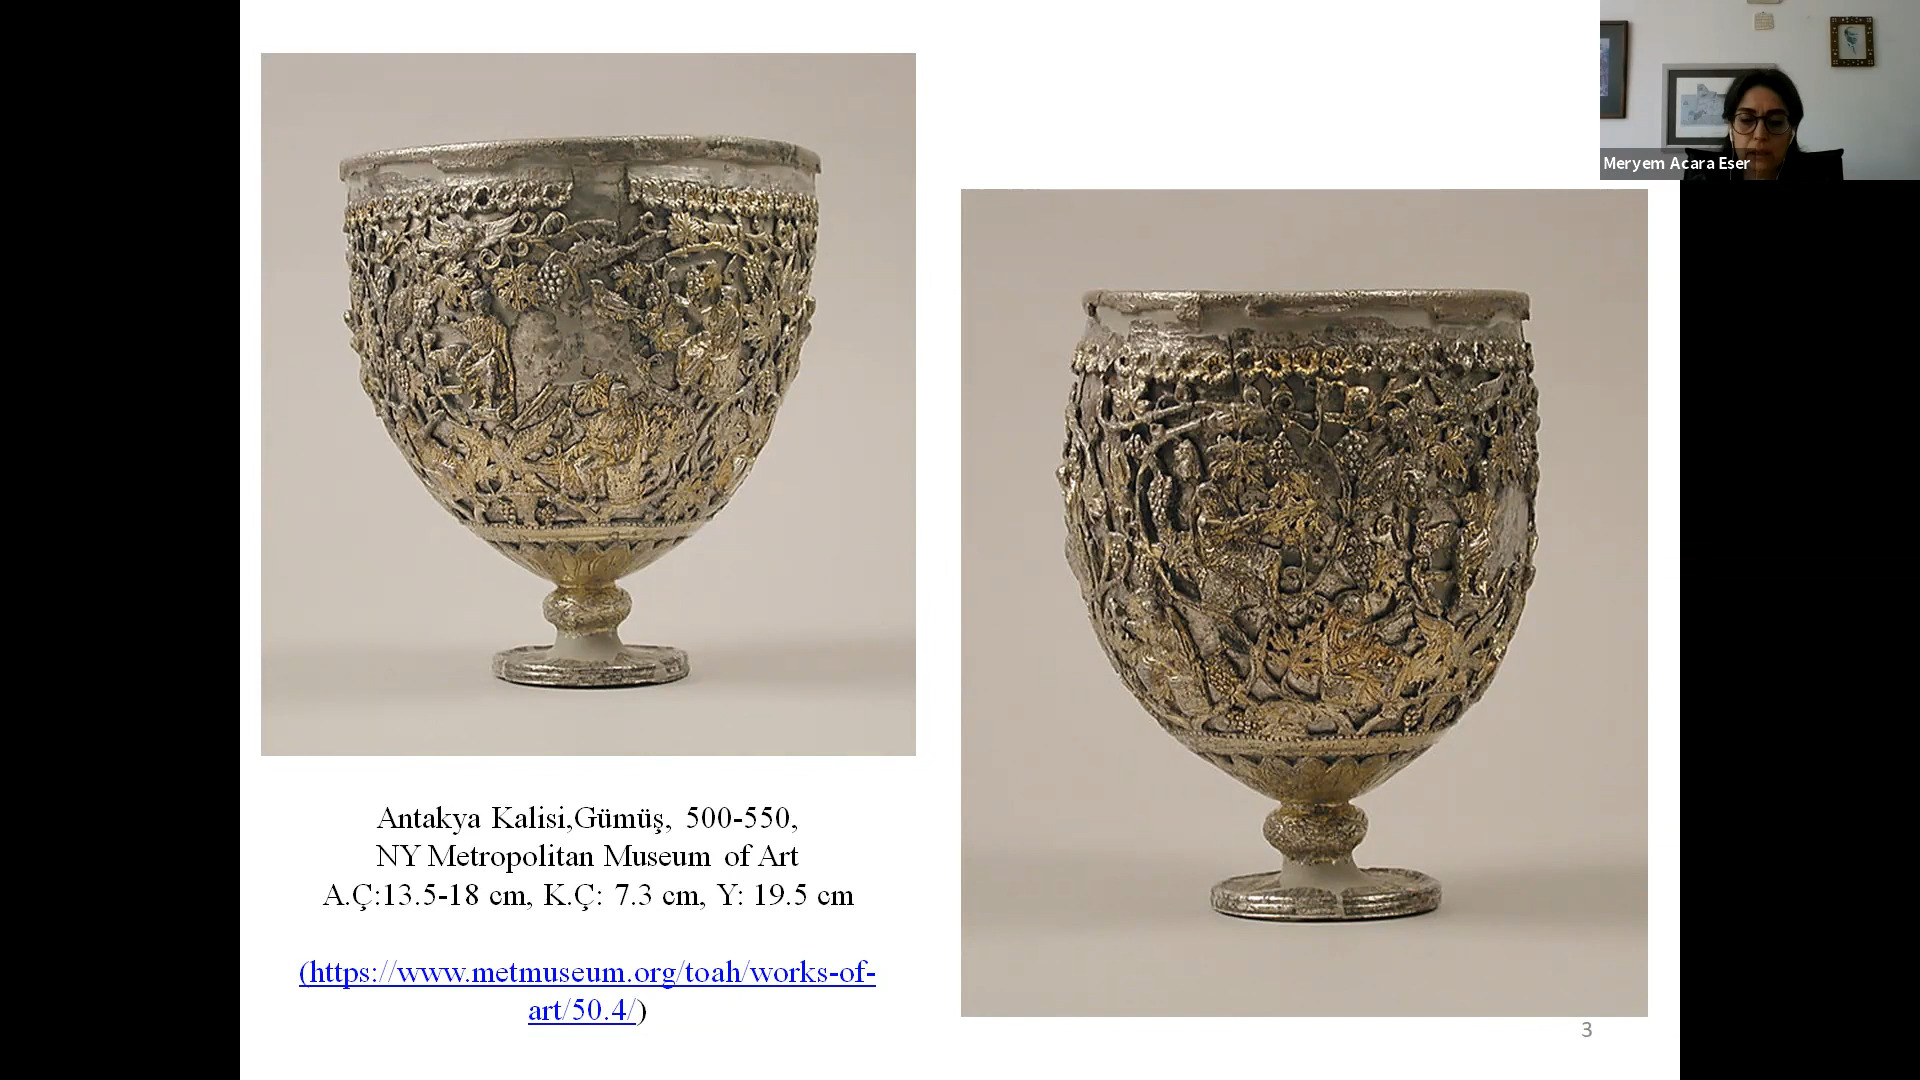 Meryem Acara Eser
Antakya Kalisi,Gümüş, 500-550,
NY Metropolitan Museum of Art
A.Ç:13.5-18 cm, K.Ç: 7.3 cm, Y: 19.5 cm
(https://www.metmuseum.org/toah/works-of-
art/50.4/)
3